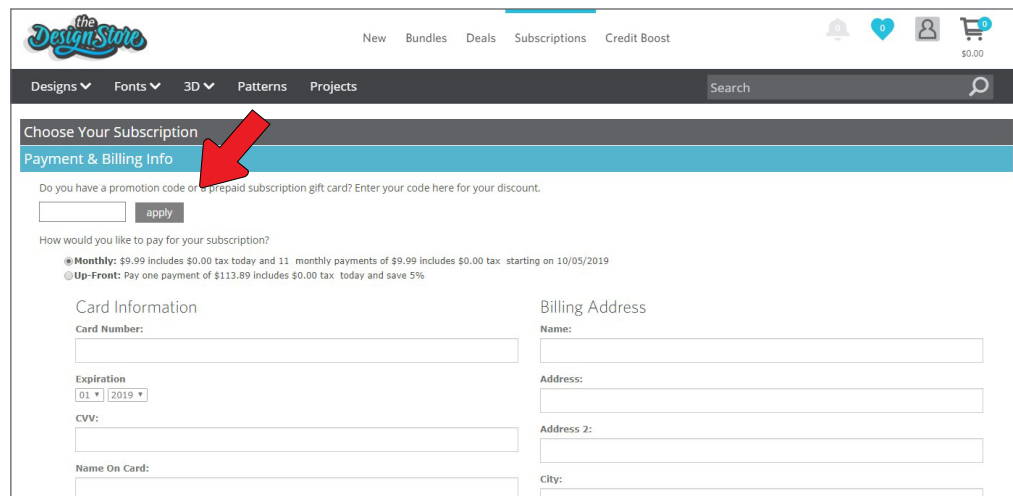 the
Design Store
New Bundles Deals Subscriptions Credit Boost
0 0 0
$0.00
Designs Fonts 3D Patterns Projects Search
Choose Your Subscription
Payment & Billing Info
Do you have a promotion code or a prepaid subscription gift card? Enter your code here for your discount.
apply
How would you like to pay for your subscription?
Monthly: $9.99 includes $0.00 tax today and 11 monthly payments of $9.99 includes $0.00 tax starting on 10/05/2019
Up-Front: Pay one payment of $113.89 includes $0.00 tax today and save 5%
Card Information
Card Number:
Expiration
01 2019
CVV:
Name On Card:
Billing Address
Name:
Address:
Address 2:
City: